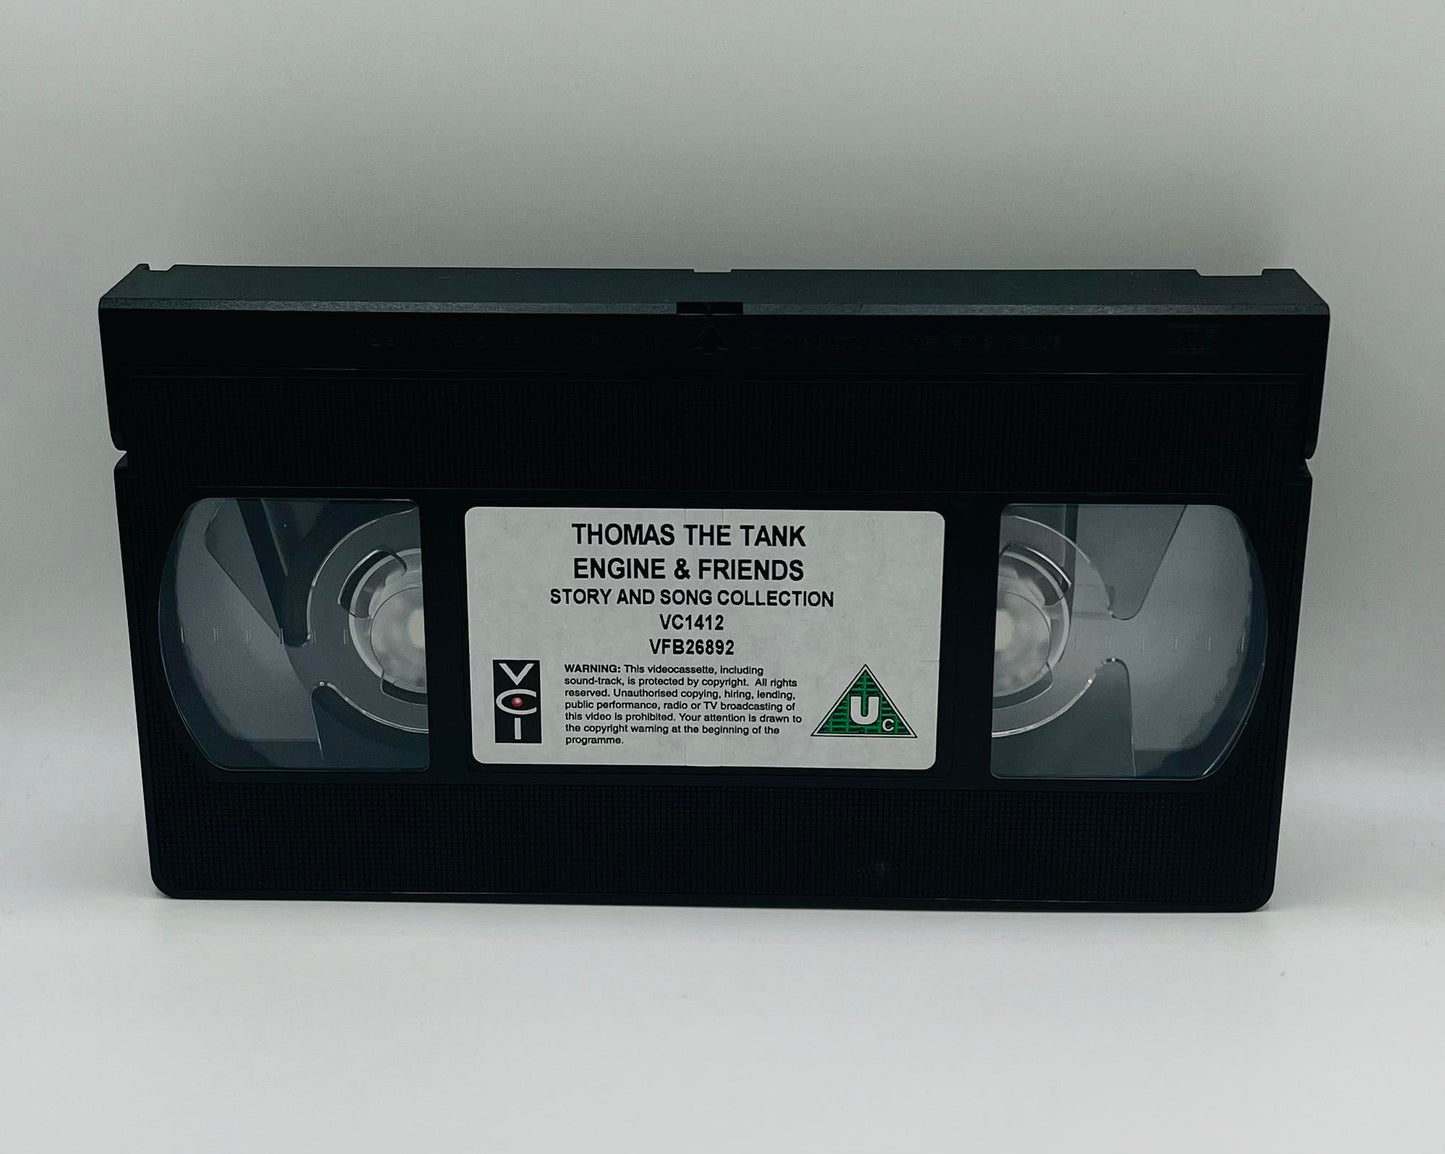 THOMAS THE TANK
ENGINE & FRIENDS
STORY AND SONG COLLECTION
VC1412
VFB26892
VCI
WARNING: This videocassette, including
sound-track, is protected by copyright. All rights
reserved. Unauthorised copying, hiring, lending,
public performance, radio or TV broadcasting of
this video is prohibited. Your attention is drawn to
the copyright warning at the beginning of the
programme.
Uc